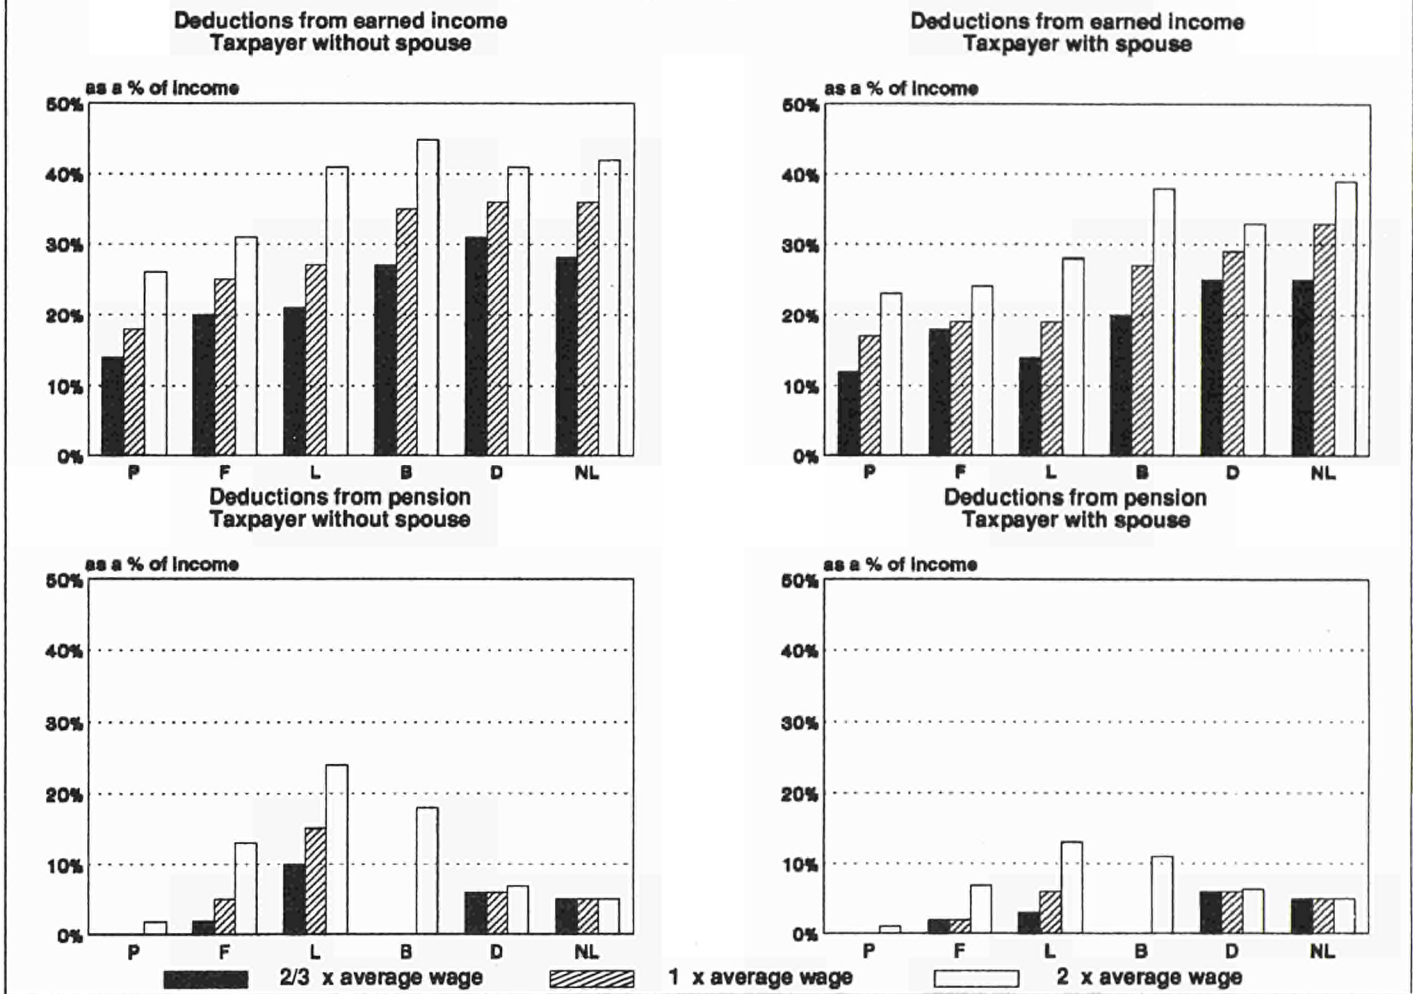 Deductions from earned income
Taxpayer without spouse
as a % of income
50%
40%
30%
20%
10%
0%
P F L B D NL
Deductions from earned income
Taxpayer with spouse
as a % of income
50%
40%
30%
20%
10%
0%
P F L B D NL
Deductions from pension
Taxpayer without spouse
as a % of income
50%
40%
30%
20%
10%
0%
P F L B D NL
Deductions from pension
Taxpayer with spouse
as a % of income
50%
40%
30%
20%
10%
0%
P F L B D NL
2/3 x average wage 1 x average wage 2 x average wage